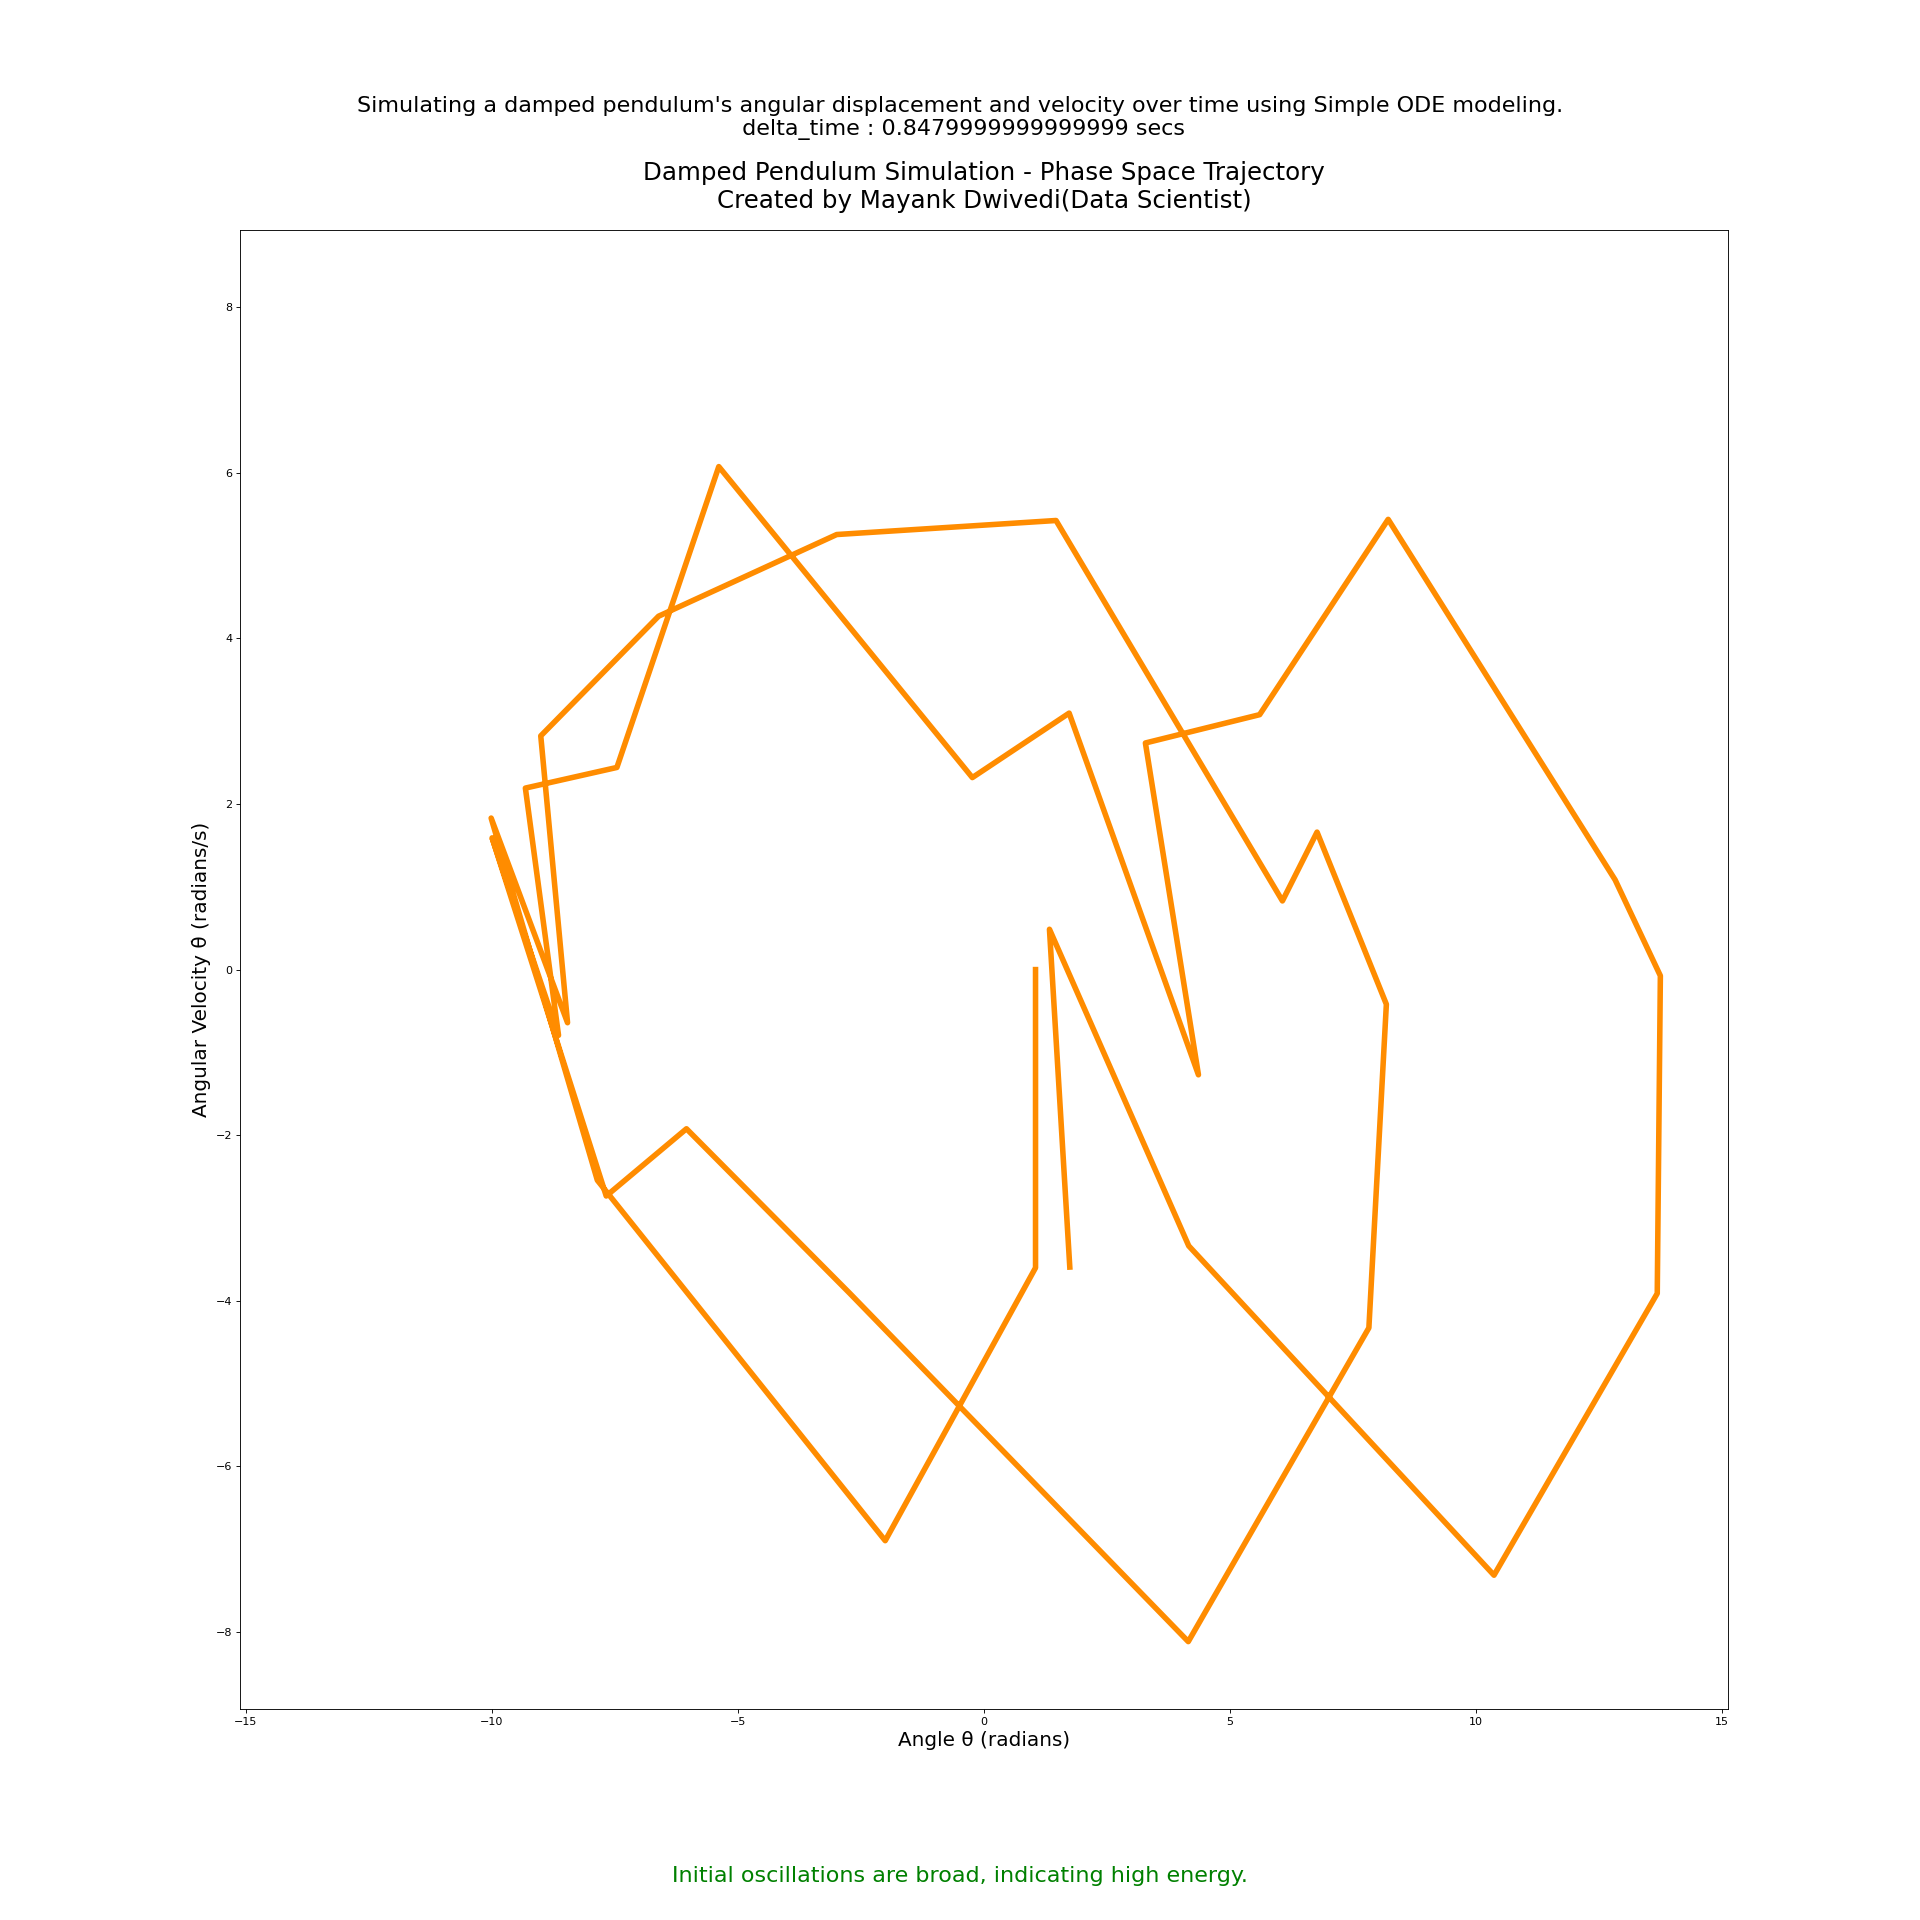 Simulating a damped pendulum's angular displacement and velocity over time using Simple ODE modeling.
delta_time : 0.8479999999999999 secs
Damped Pendulum Simulation - Phase Space Trajectory
Created by Mayank Dwivedi(Data Scientist)
8
6
4
2
0
−2
−4
−6
−8
Angular Velocity θ (radians/s)
−15
−10
−5
0
5
10
15
Angle θ (radians)
Initial oscillations are broad, indicating high energy.